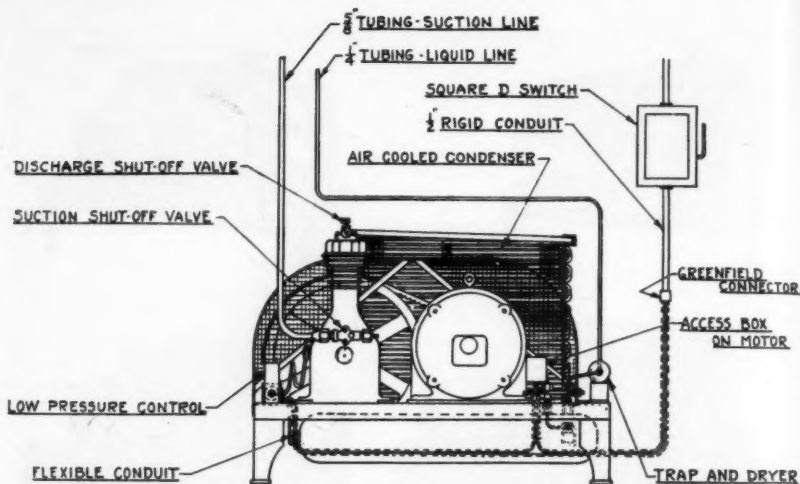 5/8" TUBING-SUCTION LINE
1/4" TUBING-LIQUID LINE
SQUARE D SWITCH
1/2" RIGID CONDUIT
AIR COOLED CONDENSER
DISCHARGE SHUT-OFF VALVE
SUCTION SHUT-OFF VALVE
GREENFIELD
CONNECTOR
ACCESS BOX
ON MOTOR
LOW PRESSURE CONTROL
FLEXIBLE CONDUIT
TRAP AND DRYER